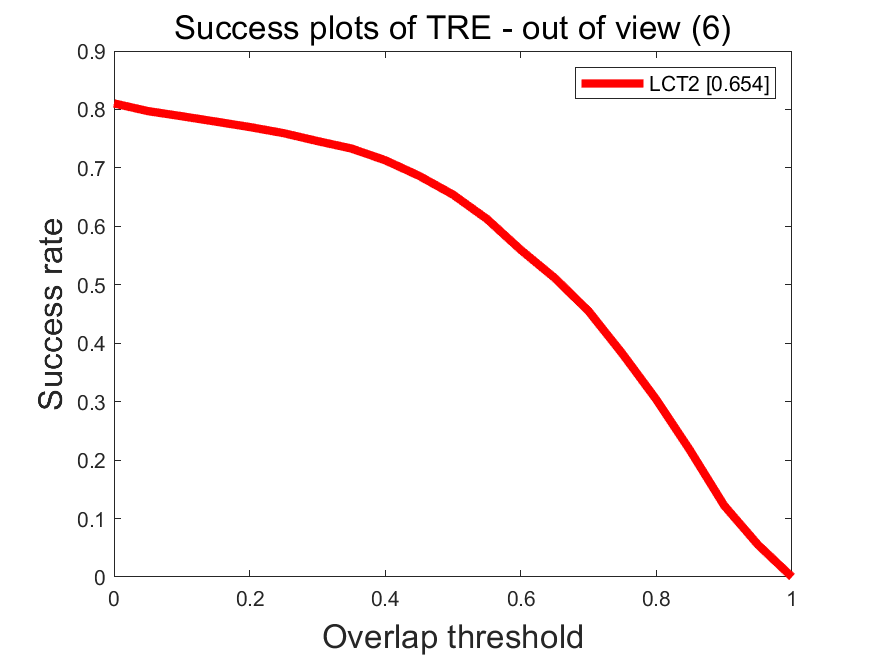 Success plots of TRE - out of view (6)
LCT2 [0.654]
Success rate
0.9
0.8
0.7
0.6
0.5
0.4
0.3
0.2
0.1
0
0 0.2 0.4 0.6 0.8 1
Overlap threshold